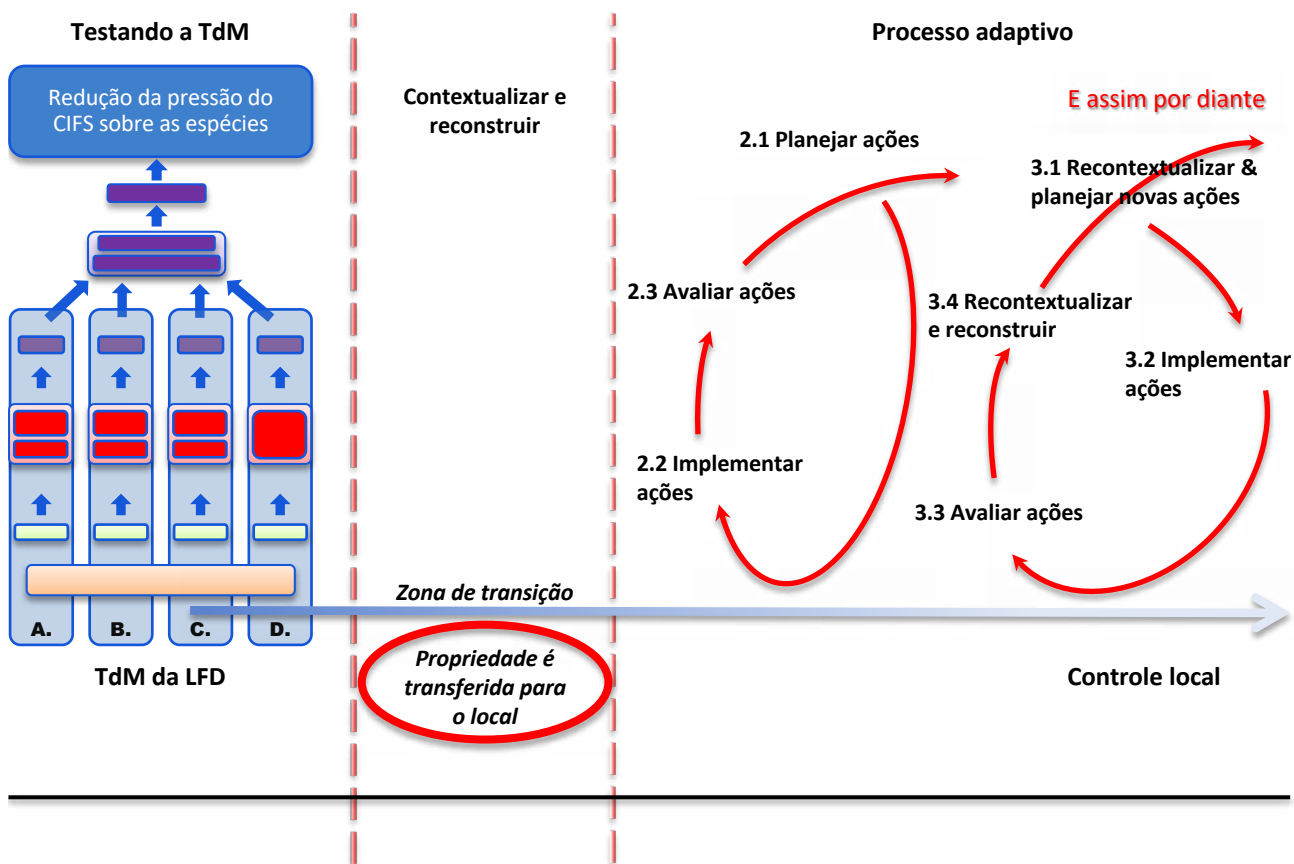 Testando a TdM
Redução da pressão do
CIFS sobre as espécies
A.
B.
C.
D.
TdM da LFD
Contextualizar e
reconstruir
Zona de transição
Propriedade é
transferida para
o local
Processo adaptivo
E assim por diante
2.1 Planejar ações
2.3 Avaliar ações
2.2 Implementar
ações
3.1 Recontextualizar &
planejar novas ações
3.4 Recontextualizar
e reconstruir
3.2 Implementar
ações
3.3 Avaliar ações
Controle local